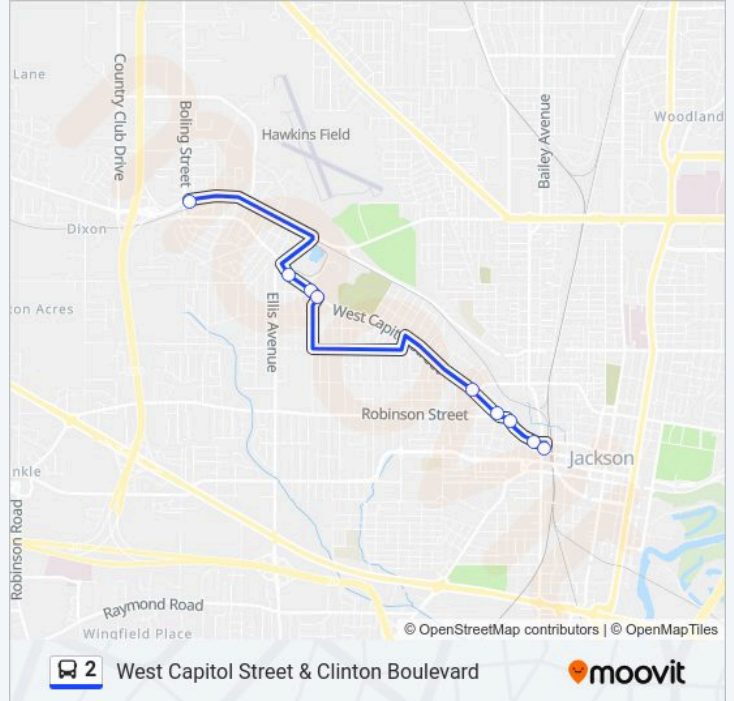 Lane
Country Club Drive
Boling Street
Hawkins Field
Bailey Avenue
Woodland
Dixon
on Acres
Ellis Avenue
West Capit
Robinson Street
Jackson
nkle
Robinson Road
Raymond Road
Wingfield Place
© OpenStreetMap contributors | © OpenMapTiles
2 West Capitol Street & Clinton Boulevard
moovit